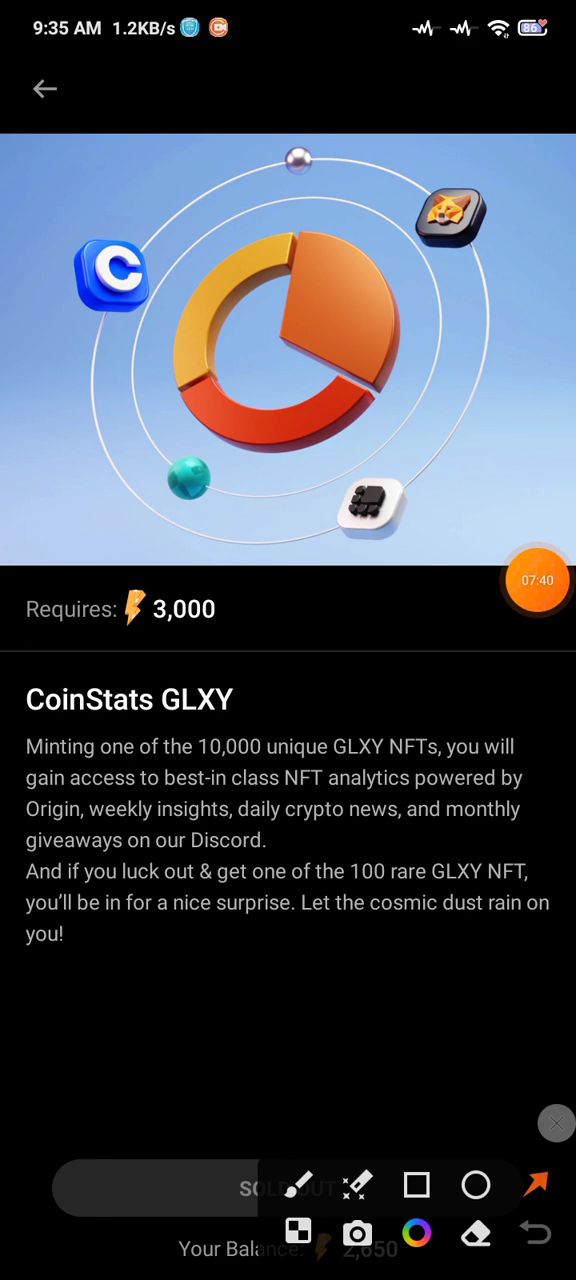 9:35 AM 1.2KB/s 86
07:40
Requires: 3,000
CoinStats GLXY
Minting one of the 10,000 unique GLXY NFTs, you will
gain access to best-in class NFT analytics powered by
Origin, weekly insights, daily crypto news, and monthly
giveaways on our Discord.
And if you luck out & get one of the 100 rare GLXY NFT,
you’ll be in for a nice surprise. Let the cosmic dust rain on
you!
SOLD OUT
Your Balance: 2,650